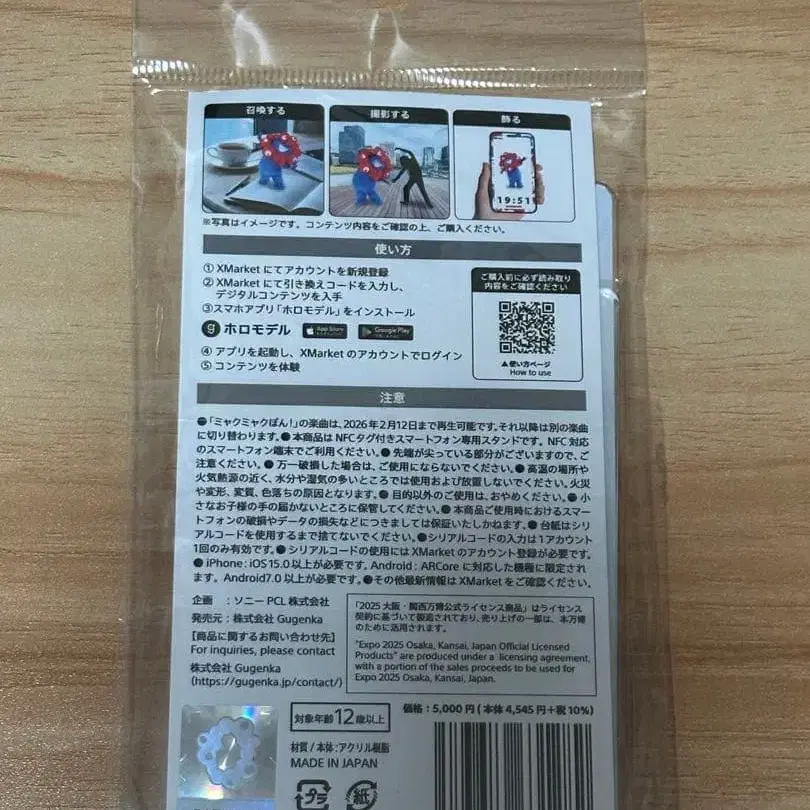 召喚する
撮影する
飾る
19:51
※写真はイメージです。コンテンツ内容をご確認の上、ご購入ください。
使い方
① XMarket にてアカウントを新規登録
② XMarket にて引き換えコードを入力し、
デジタルコンテンツを入手
③スマホアプリ「ホロモデル」をインストール
g ホロモデル
App Store
Google Play
④ アプリを起動し、XMarket のアカウントでログイン
⑤ コンテンツを体験
ご購入前に必ず読み取り
内容をご確認ください
▲使い方ページ
How to use
注意
●「ミャクミャクぽん!」の楽曲は、2026年2月12日まで再生可能です。それ以降は別の楽曲
に切り替わります。● 本商品は NFCタグ付きスマートフォン専用スタンドです。NFC 対応
のスマートフォン端末でご利用ください。● 先端が尖っている部分がございますので、ご
注意ください。● 万一破損した場合は、ご使用にならないでください。● 高温の場所や
火気熱源の近く、水分や湿気の多いところでは使用および放置しないでください。火災
や変形、変質、色落ちの原因となります。● 目的以外のご使用は、おやめください。● 小
さなお子様の手の届かないところに保管してください。● 本商品ご使用時におけるスマー
トフォンの破損やデータの損失などにつきましては保証いたしかねます。● 台紙はシリ
アルコードを使用するまで捨てないでください。●シリアルコードの入力は1アカウント
1回のみ有効です。● シリアルコードの使用には XMarket のアカウント登録が必要です。
● iPhone : iOS 15.0 以上が必要です。Android : ARCore に対応した機種に限定され
ます。Android7.0 以上が必要です。●その他最新情報は XMarket をご確認ください。
企画 : ソニー PCL 株式会社
発売元 : 株式会社 Gugenka
【商品に関するお問い合わせ先】
For inquiries, please contact
株式会社 Gugenka
(https://gugenka.jp/contact/)
「2025 大阪・関西万博公式ライセンス商品」はライセンス
契約に基づいて製造されており、売り上げの一部は、本万博
のために活用されます。
"Expo 2025 Osaka, Kansai, Japan Official Licensed
Products" are produced under a licensing agreement,
with a portion of the sales proceeds to be used for
Expo 2025 Osaka, Kansai, Japan.
対象年齢12歳以上
価格 : 5,000 円 ( 本体 4,545 円+税 10%)
材質 / 本体 : アクリル樹脂
MADE IN JAPAN
プラ
紙